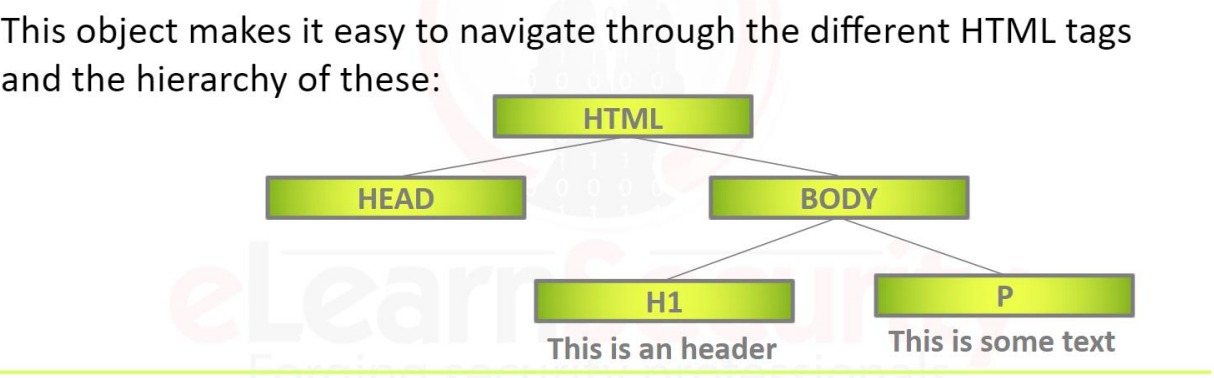 This object makes it easy to navigate through the different HTML tags
and the hierarchy of these:
HTML
HEAD
BODY
H1
P
This is an header
This is some text
eLearnSecurity
Forging security professionals